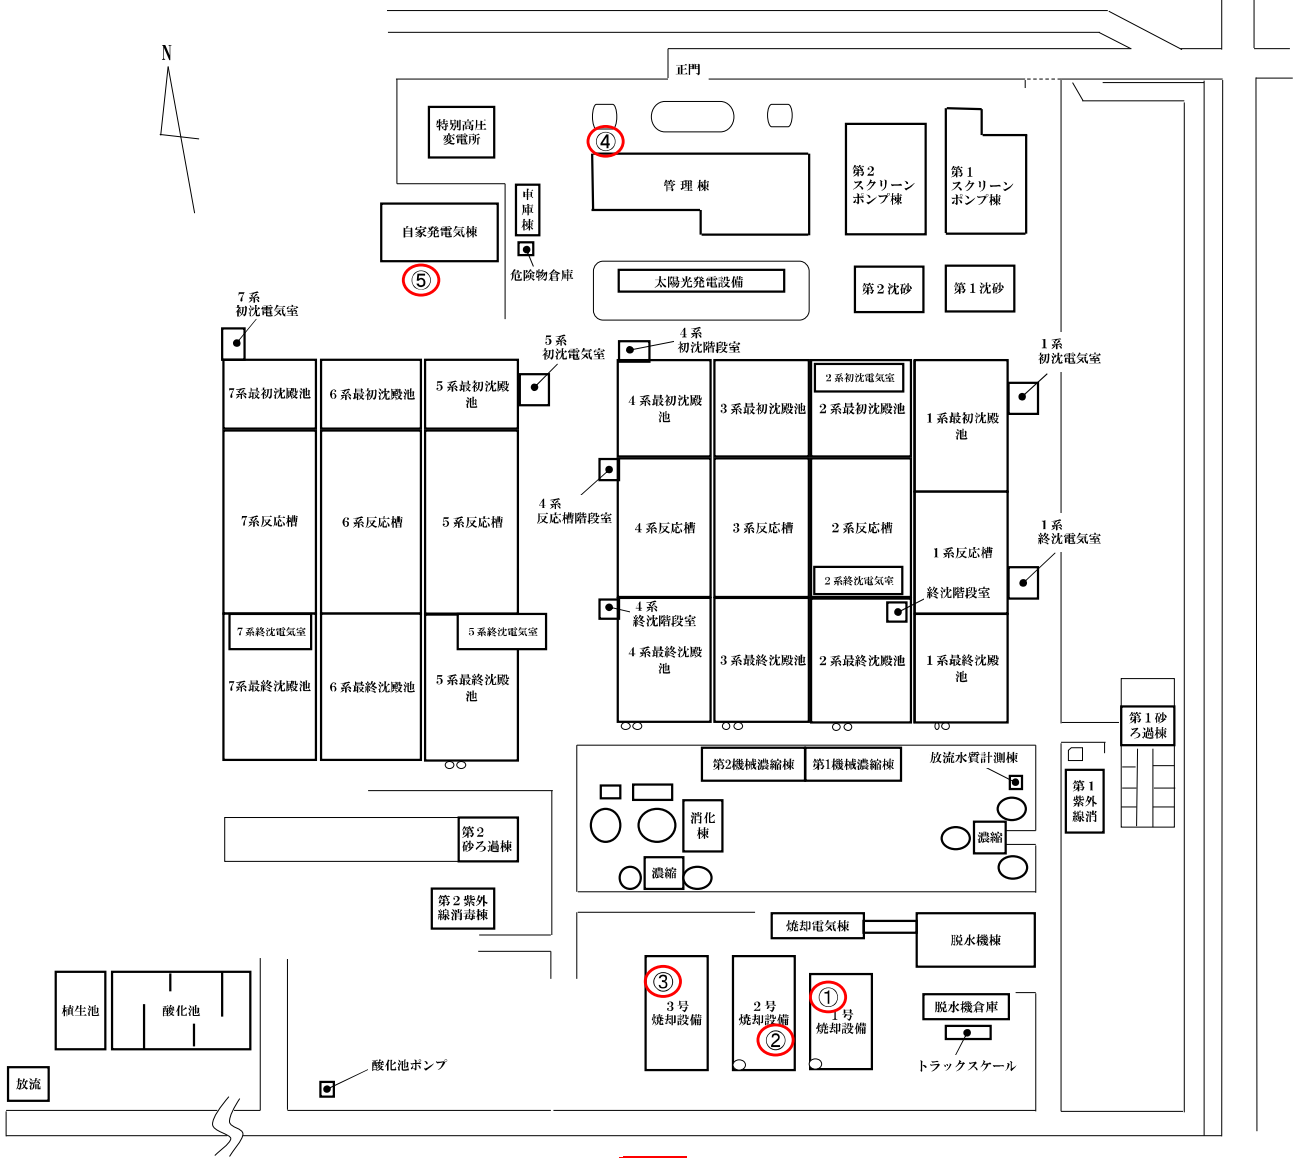 N
正門
特別高圧
変電所
④
管 理 棟
第２
スクリーン
ポンプ棟
第１
スクリーン
ポンプ棟
車
庫
棟
自家発電気棟
⑤
危険物倉庫
太陽光発電設備
第２沈砂
第１沈砂
７系
初沈電気室
５系
初沈電気室
４系
初沈階段室
１系
初沈電気室
7系最初沈殿池
６系最初沈殿池
５系最初沈殿
池
４系最初沈殿
池
３系最初沈殿池
２系初沈電気室
２系最初沈殿池
１系最初沈殿
池
４系
反応槽階段室
7系反応槽
６系反応槽
５系反応槽
４系反応槽
３系反応槽
２系反応槽
１系反応槽
１系
終沈電気室
２系終沈電気室
終沈階段室
４系
終沈階段室
７系終沈電気室
５系終沈電気室
7系最終沈殿池
６系最終沈殿池
５系最終沈殿
池
４系最終沈殿
池
３系最終沈殿池
２系最終沈殿池
１系最終沈殿
池
第１砂
ろ過棟
第2機械濃縮棟
第1機械濃縮棟
放流水質計測棟
第１
紫外
線消
消化
棟
濃縮
濃縮
第２
砂ろ過棟
第２紫外
線消毒棟
焼却電気棟
脱水機棟
③
３号
焼却設備
２号
焼却設備
②
①
１号
焼却設備
脱水機倉庫
トラックスケール
植生池
酸化池
酸化池ポンプ
放流